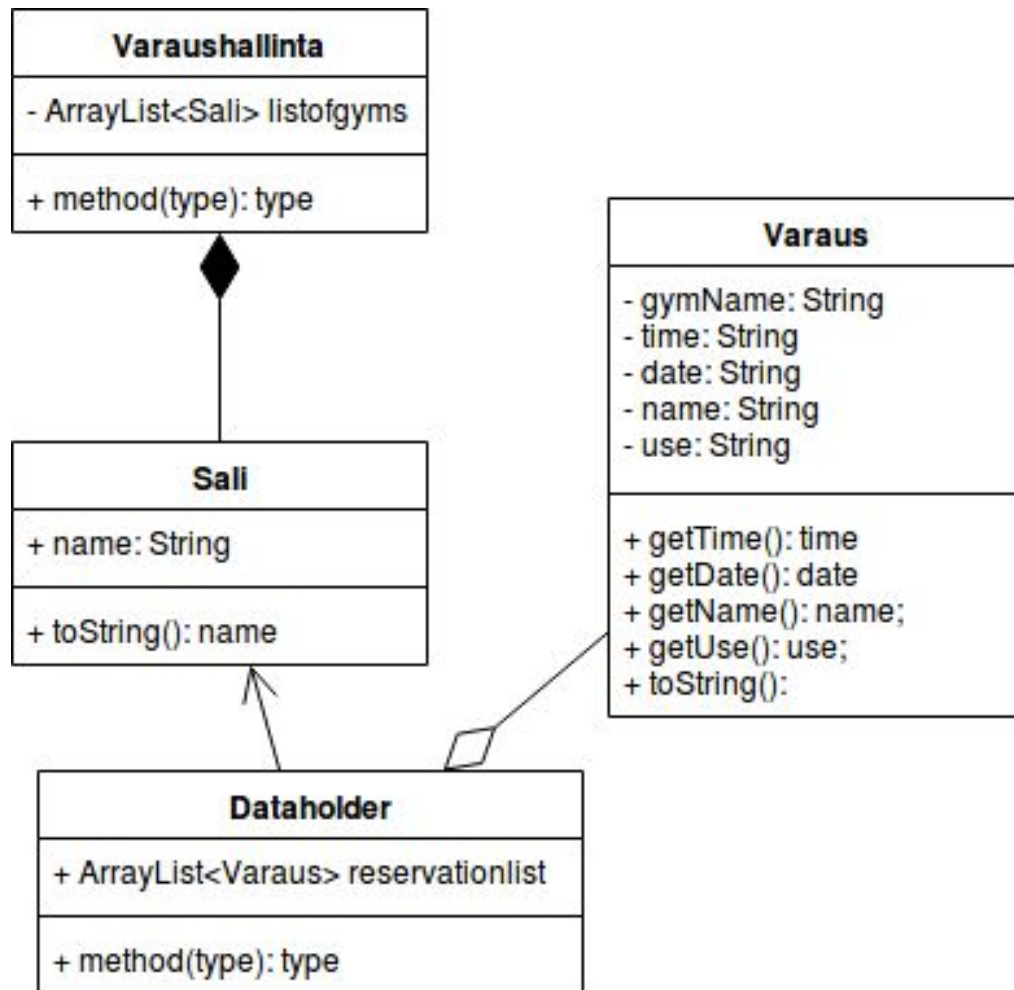 Varaushallinta
- ArrayList<Sali> listofgyms
+ method(type): type
Varaus
- gymName: String
- time: String
- date: String
- name: String
- use: String
+ getTime(): time
+ getDate(): date
+ getName(): name;
+ getUse(): use;
+ toString():
Sali
+ name: String
+ toString(): name
Dataholder
+ ArrayList<Varaus> reservationlist
+ method(type): type